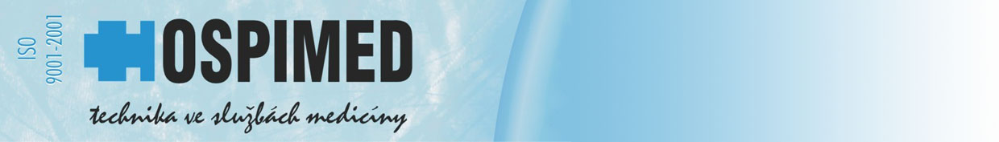 ISO
9001-2001
HOSPIMED
technika ve službách medicíny